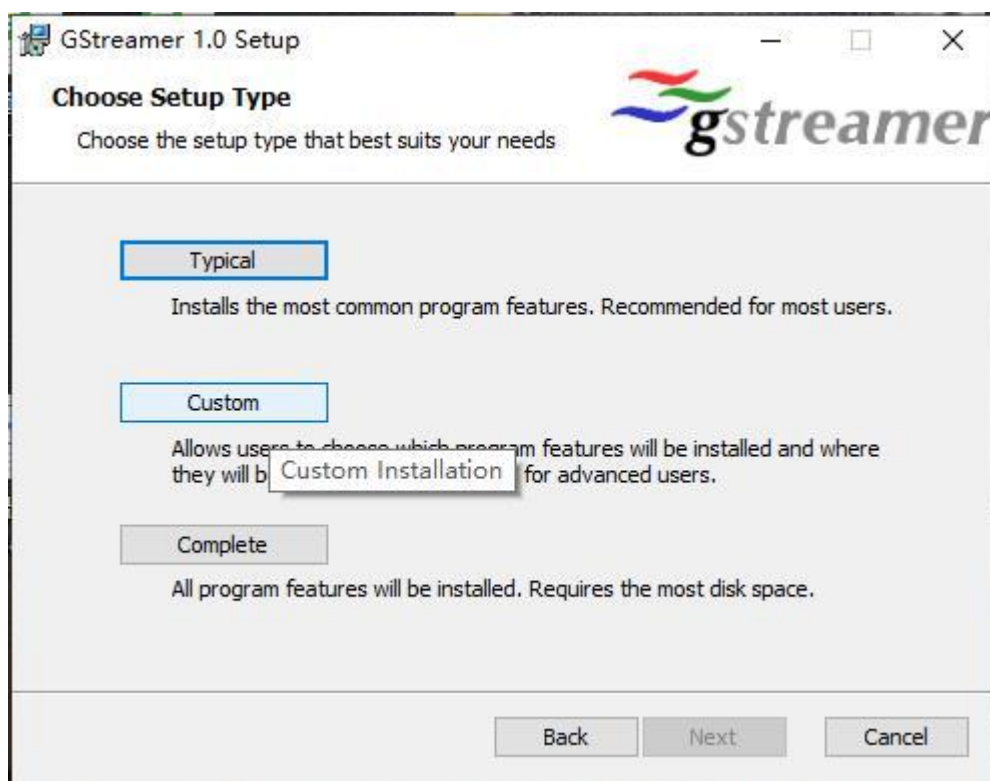 GStreamer 1.0 Setup
Choose Setup Type
Choose the setup type that best suits your needs
gstreamer
Typical
Installs the most common program features. Recommended for most users.
Custom
Allows users to choose which program features will be installed and where
they will b for advanced users.
Custom Installation
Complete
All program features will be installed. Requires the most disk space.
Back
Next
Cancel